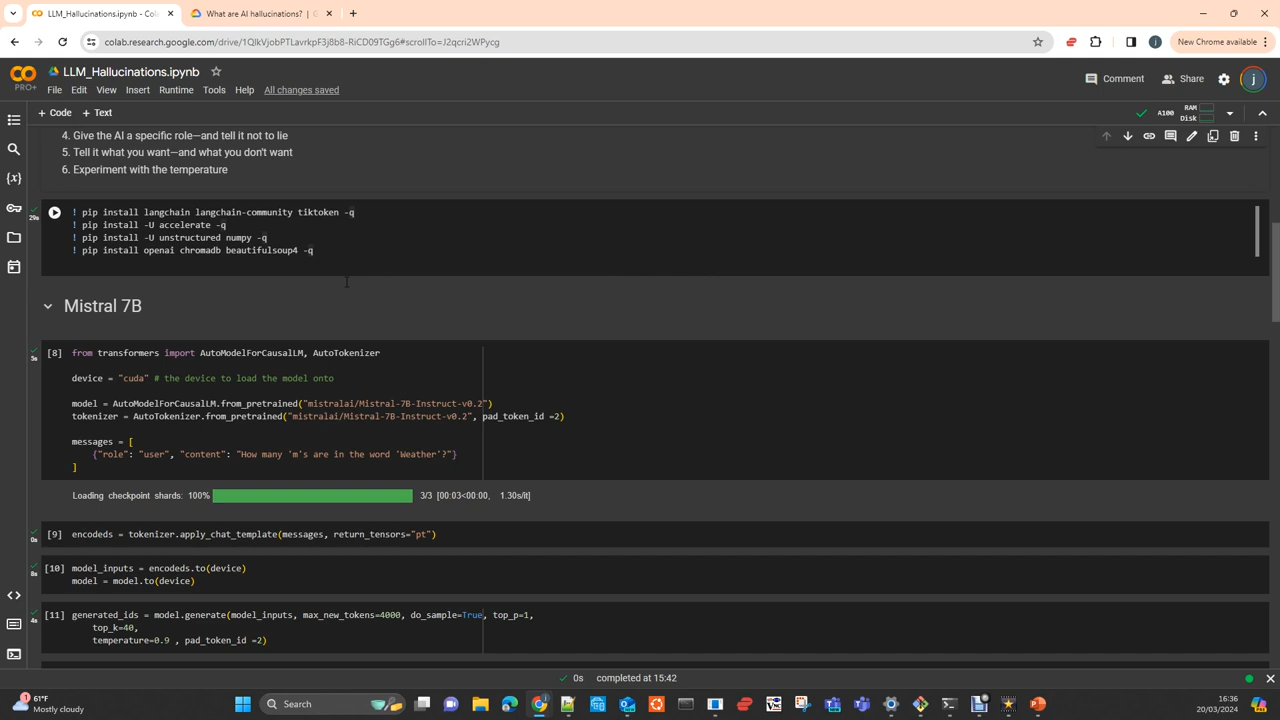 LLM_Hallucinations.ipynb - Col
What are AI hallucinations? | G
colab.research.google.com/drive/1QlkVjobPTLavrkpF3j8b8-RiCD09TGg6#scrollTo=J2qcri2WPycg
New Chrome available
LLM_Hallucinations.ipynb
PRO+
File Edit View Insert Runtime Tools Help All changes saved
Comment Share j
+ Code + Text
A100 RAM Disk
4. Give the AI a specific role—and tell it not to lie
5. Tell it what you want—and what you don't want
6. Experiment with the temperature
29s
! pip install langchain langchain-community tiktoken -q
! pip install -U accelerate -q
! pip install -U unstructured numpy -q
! pip install openai chromadb beautifulsoup4 -q
Mistral 7B
5s
[8] from transformers import AutoModelForCausalLM, AutoTokenizer
device = "cuda" # the device to load the model onto
model = AutoModelForCausalLM.from_pretrained("mistralai/Mistral-7B-Instruct-v0.2")
tokenizer = AutoTokenizer.from_pretrained("mistralai/Mistral-7B-Instruct-v0.2", pad_token_id =2)
messages = [
{"role": "user", "content": "How many 'm's are in the word 'Weather'?"}
]
Loading checkpoint shards: 100% 3/3 [00:03<00:00, 1.30s/it]
0s
[9] encodeds = tokenizer.apply_chat_template(messages, return_tensors="pt")
8s
[10] model_inputs = encodeds.to(device)
model = model.to(device)
4s
[11] generated_ids = model.generate(model_inputs, max_new_tokens=4000, do_sample=True, top_p=1,
top_k=40,
temperature=0.9 , pad_token_id =2)
0s completed at 15:42
61°F
Mostly cloudy
Search
16:36
20/03/2024